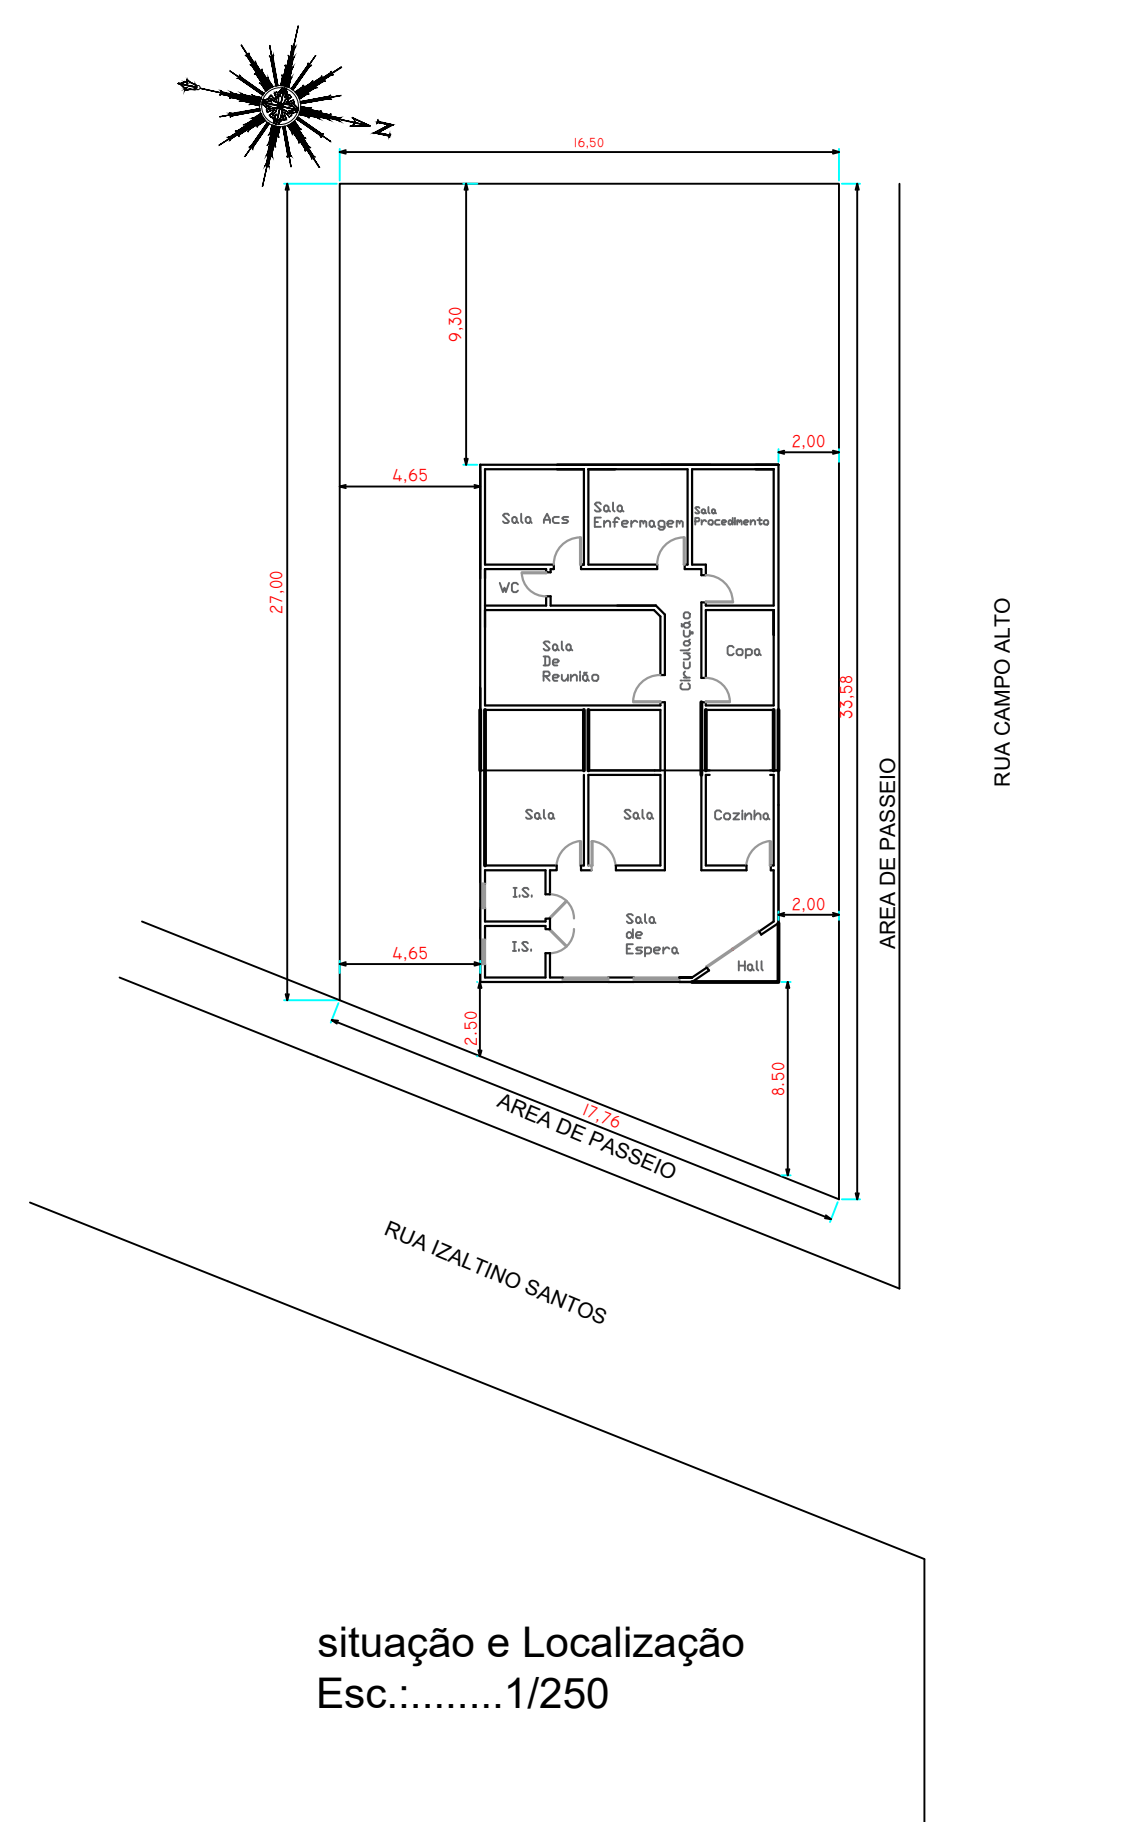 N
16,50
9,30
2,00
4,65
Sala Acs
Sala
Enfermagem
Sala
Procedimento
27,00
WC
Circulação
Sala
De
Reunião
Copa
33,58
RUA CAMPO ALTO
AREA DE PASSEIO
Sala
Sala
Cozinha
I.S.
2,00
Sala
de
Espera
I.S.
4,65
Hall
2.50
8.50
17,76
AREA DE PASSEIO
RUA IZALTINO SANTOS
situação e Localização
Esc.:........1/250